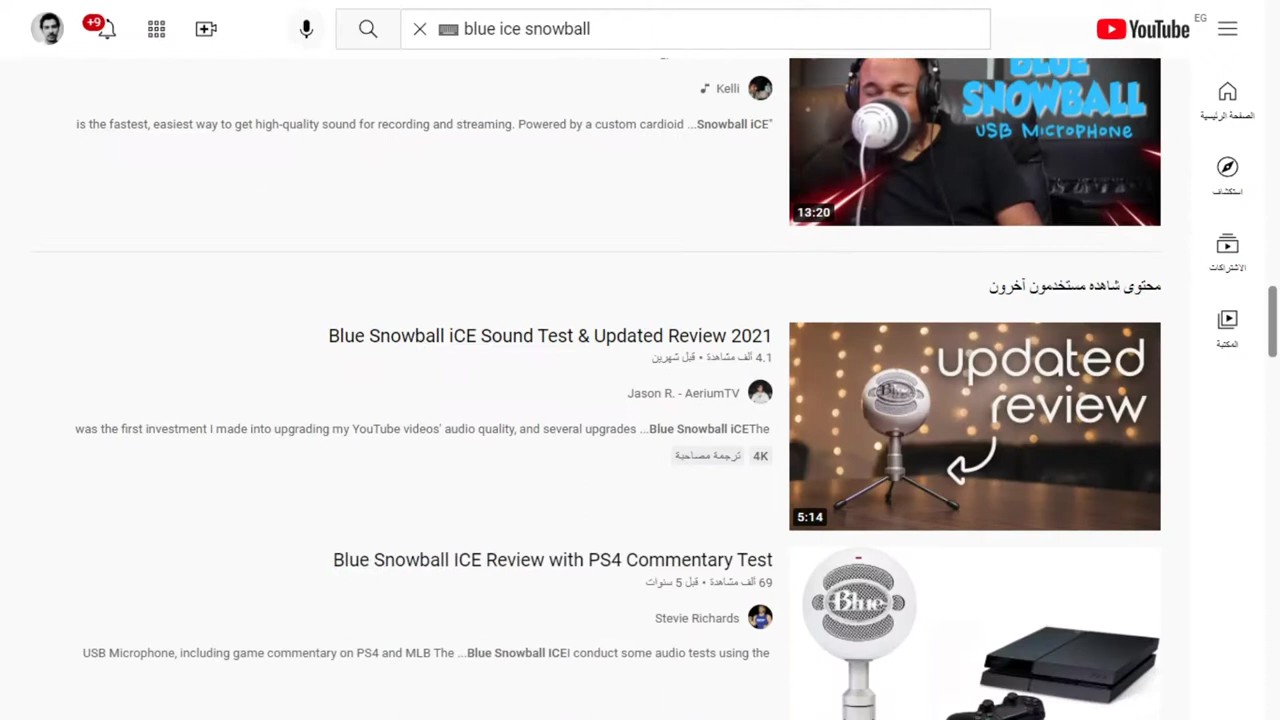 +9
blue ice snowball
YouTube EG
الصفحة الرئيسية
استكشاف
الاشتراكات
المكتبة
BLUE
SNOWBALL
USB MICROPHONE
13:20
Kelli
is the fastest, easiest way to get high-quality sound for recording and streaming. Powered by a custom cardioid ...Snowball iCE"
محتوى شاهده مستخدمون آخرون
Blue Snowball iCE Sound Test & Updated Review 2021
4.1 ألف مشاهدة • قبل شهرين
Jason R. - AeriumTV
was the first investment I made into upgrading my YouTube videos' audio quality, and several upgrades ...Blue Snowball iCEThe
4K
ترجمة مصاحبة
updated
review
Blue
5:14
Blue Snowball ICE Review with PS4 Commentary Test
69 ألف مشاهدة • قبل 5 سنوات
Stevie Richards
USB Microphone, including game commentary on PS4 and MLB The ...Blue Snowball ICEI conduct some audio tests using the
Blue